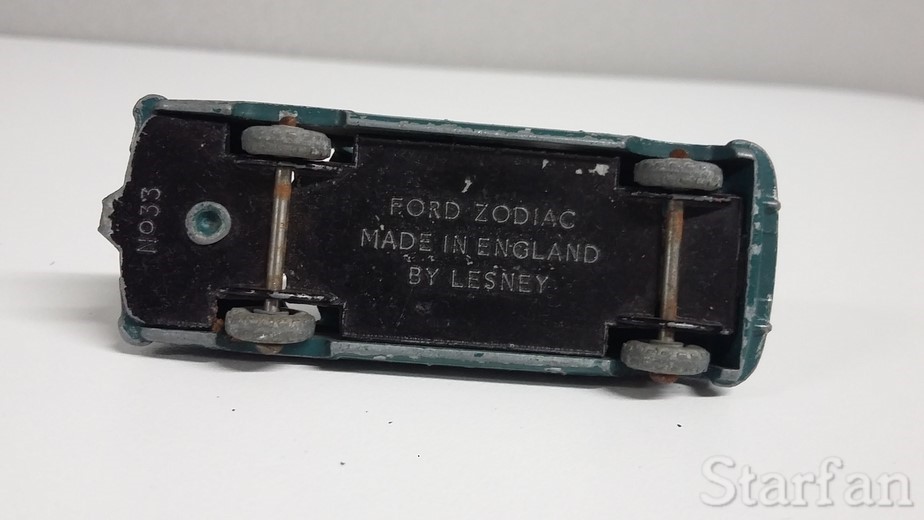 FORD ZODIAC
MADE IN ENGLAND
BY LESNEY
No33
Starfan